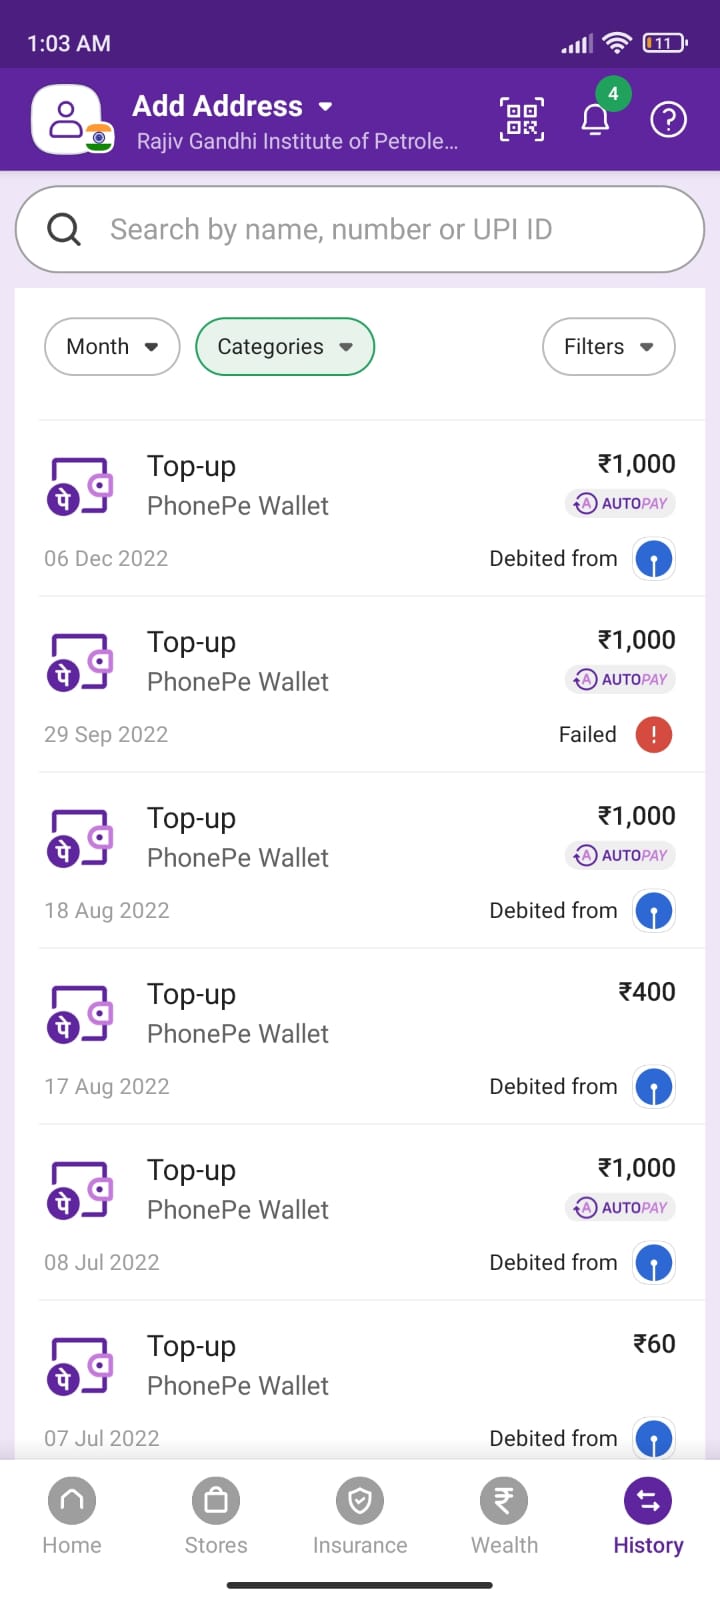 1:03 AM
11
Add Address
4
Rajiv Gandhi Institute of Petrole...
Search by name, number or UPI ID
Month
Categories
Filters
पे
Top-up
₹1,000
PhonePe Wallet
A AUTOPAY
06 Dec 2022
Debited from
पे
Top-up
₹1,000
PhonePe Wallet
A AUTOPAY
29 Sep 2022
Failed
!
पे
Top-up
₹1,000
PhonePe Wallet
A AUTOPAY
18 Aug 2022
Debited from
पे
Top-up
₹400
PhonePe Wallet
17 Aug 2022
Debited from
पे
Top-up
₹1,000
PhonePe Wallet
A AUTOPAY
08 Jul 2022
Debited from
पे
Top-up
₹60
PhonePe Wallet
07 Jul 2022
Debited from
₹
Home
Stores
Insurance
Wealth
History